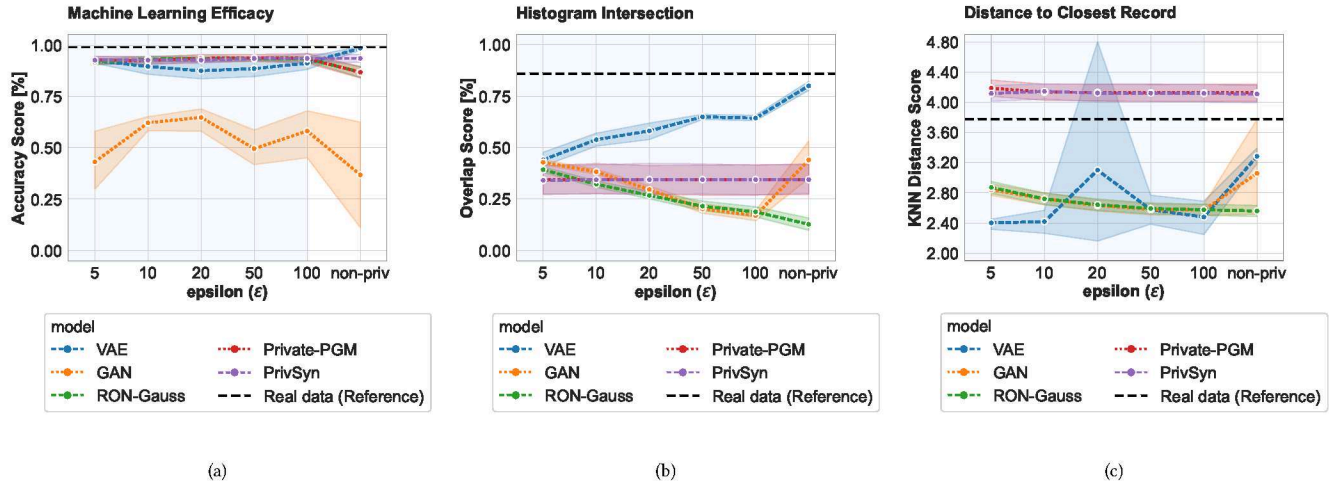 Machine Learning Efficacy
Accuracy Score [%]
1.00
0.75
0.50
0.25
0.00
5 10 20 50 100 non-priv
epsilon (ε)
model
VAE Private-PGM
GAN PrivSyn
RON-Gauss Real data (Reference)
(a)
Histogram Intersection
Overlap Score [%]
1.00
0.75
0.50
0.25
0.00
5 10 20 50 100 non-priv
epsilon (ε)
model
VAE Private-PGM
GAN PrivSyn
RON-Gauss Real data (Reference)
(b)
Distance to Closest Record
KNN Distance Score
4.80
4.40
4.00
3.60
3.20
2.80
2.40
2.00
5 10 20 50 100 non-priv
epsilon (ε)
model
VAE Private-PGM
GAN PrivSyn
RON-Gauss Real data (Reference)
(c)